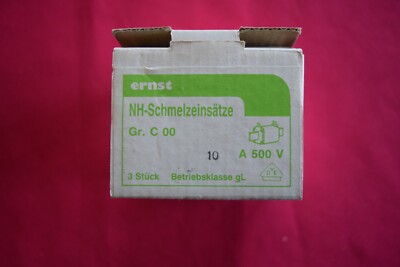 ernst
NH-Schmelzeinsätze
Gr. C 00
10 A 500 V
3 Stück Betriebsklasse gL